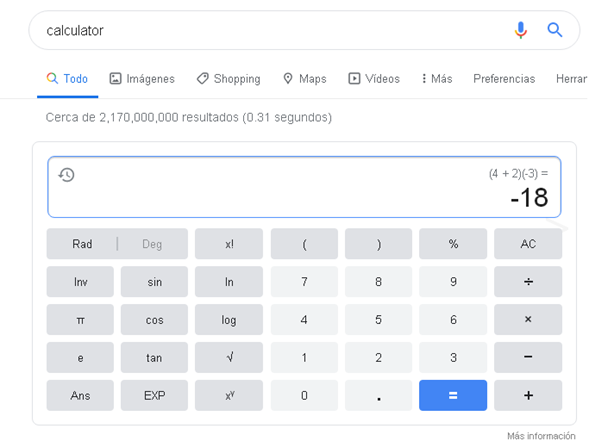 calculator
Todo Imágenes Shopping Maps Vídeos Más Preferencias Herrar
Cerca de 2,170,000,000 resultados (0.31 segundos)
(4 + 2)(-3) =
-18
Rad | Deg x! ( ) % AC
Inv sin ln 7 8 9 ÷
π cos log 4 5 6 ×
e tan √ 1 2 3 −
Ans EXP xʸ 0 . = +
Más información